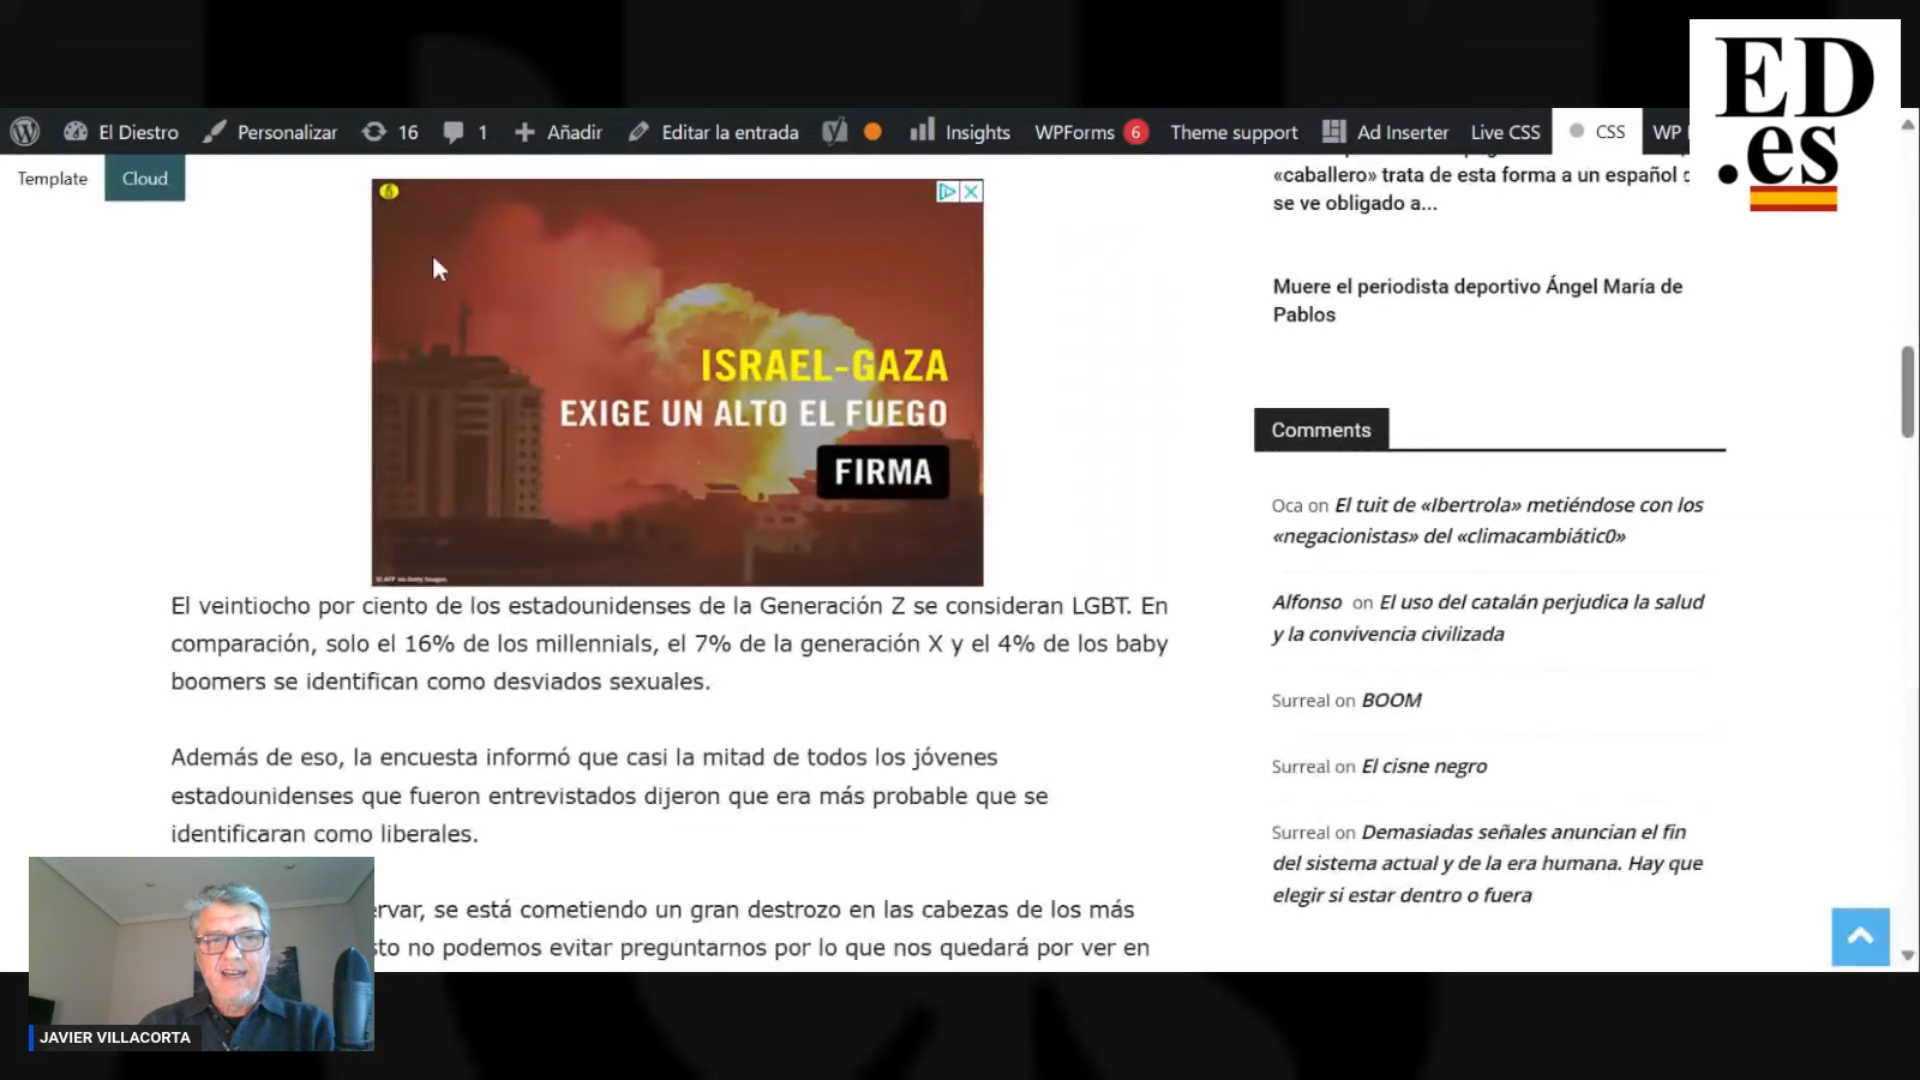 ED
.es
El Diestro
Personalizar
16
1
Añadir
Editar la entrada
Insights
WPForms 6
Theme support
Ad Inserter
Live CSS
CSS
WP
Template
Cloud
ISRAEL-GAZA
EXIGE UN ALTO EL FUEGO
FIRMA
El veintiocho por ciento de los estadounidenses de la Generación Z se consideran LGBT. En
comparación, solo el 16% de los millennials, el 7% de la generación X y el 4% de los baby
boomers se identifican como desviados sexuales.
Además de eso, la encuesta informó que casi la mitad de todos los jóvenes
estadounidenses que fueron entrevistados dijeron que era más probable que se
identificaran como liberales.
rvar, se está cometiendo un gran destrozo en las cabezas de los más
sto no podemos evitar preguntarnos por lo que nos quedará por ver en
«caballero» trata de esta forma a un español
se ve obligado a...
Muere el periodista deportivo Ángel María de
Pablos
Comments
Oca on El tuit de «Ibertrola» metiéndose con los
«negacionistas» del «climacambiátic0»
Alfonso on El uso del catalán perjudica la salud
y la convivencia civilizada
Surreal on BOOM
Surreal on El cisne negro
Surreal on Demasiadas señales anuncian el fin
del sistema actual y de la era humana. Hay que
elegir si estar dentro o fuera
JAVIER VILLACORTA